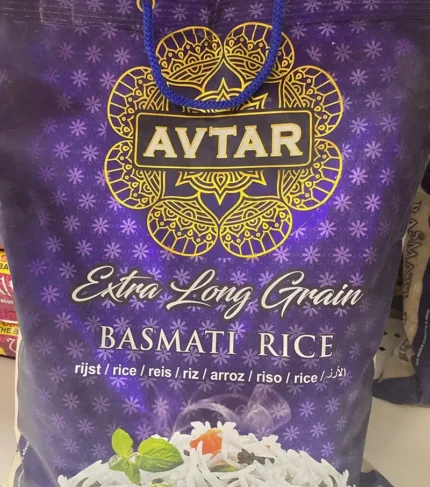 AVTAR
Extra Long Grain
BASMATI RICE
rijst / rice / reis / riz / arroz / riso / rice / الأرز